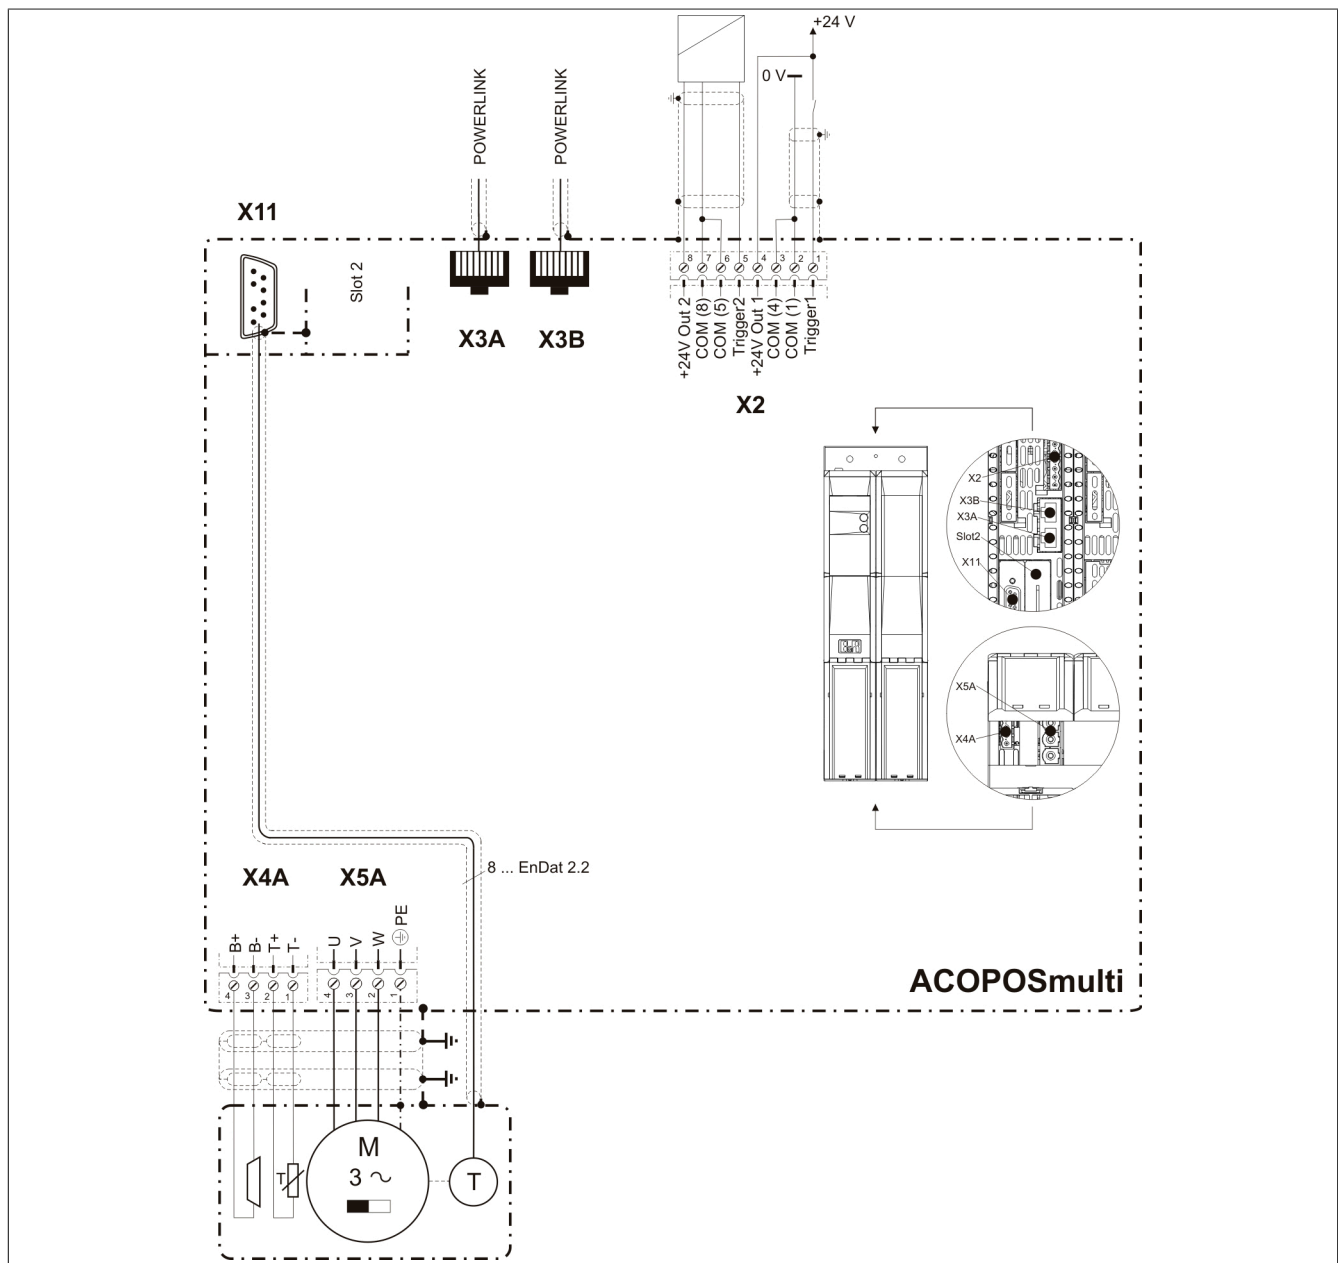 +24 V
0 V
POWERLINK
POWERLINK
X11
Slot 2
X3A
X3B
8 7 6 5 4 3 2 1
+24V Out 2
COM (8)
COM (5)
Trigger2
+24V Out 1
COM (4)
COM (1)
Trigger1
X2
X2
X3B
X3A
Slot2
X11
X5A
X4A
8 ... EnDat 2.2
X4A
X5A
B+
B-
T+
T-
U
V
W
PE
4 3 2 1
4 3 2 1
ACOPOSmulti
T
M
3 ~
T